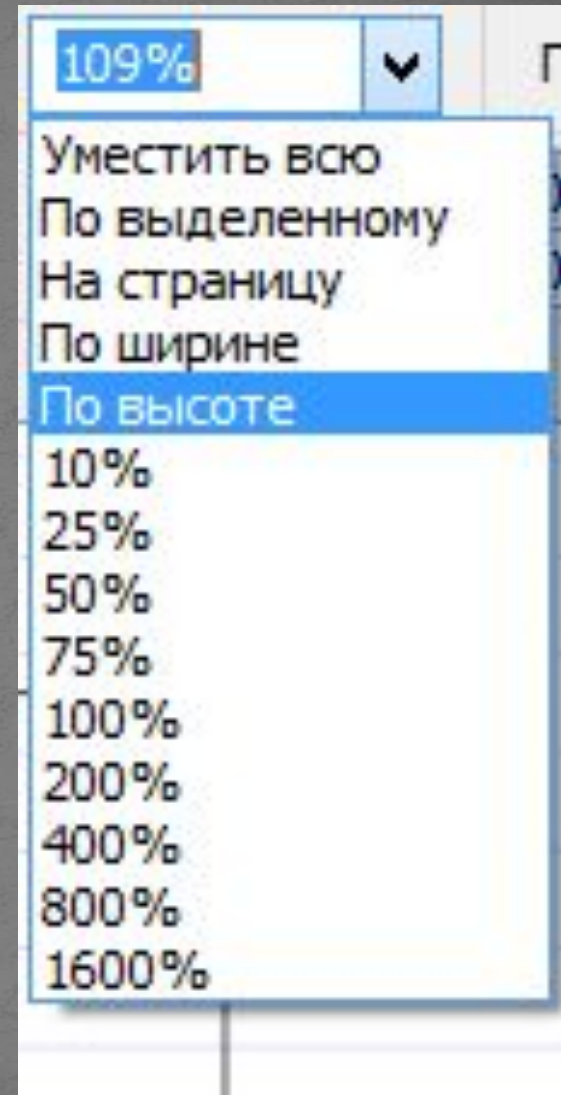 109%
Уместить всю
По выделенному
На страницу
По ширине
По высоте
10%
25%
50%
75%
100%
200%
400%
800%
1600%